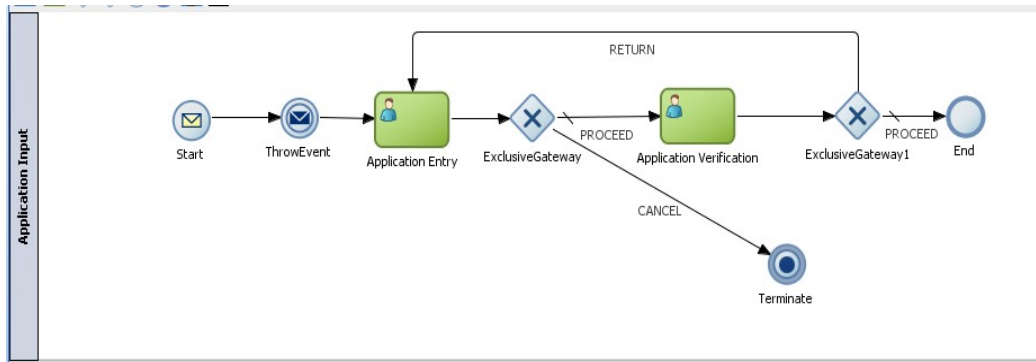 RETURN
Start
ThrowEvent
Application Entry
ExclusiveGateway
PROCEED
Application Verification
ExclusiveGateway1
PROCEED
End
CANCEL
Terminate
Application Input